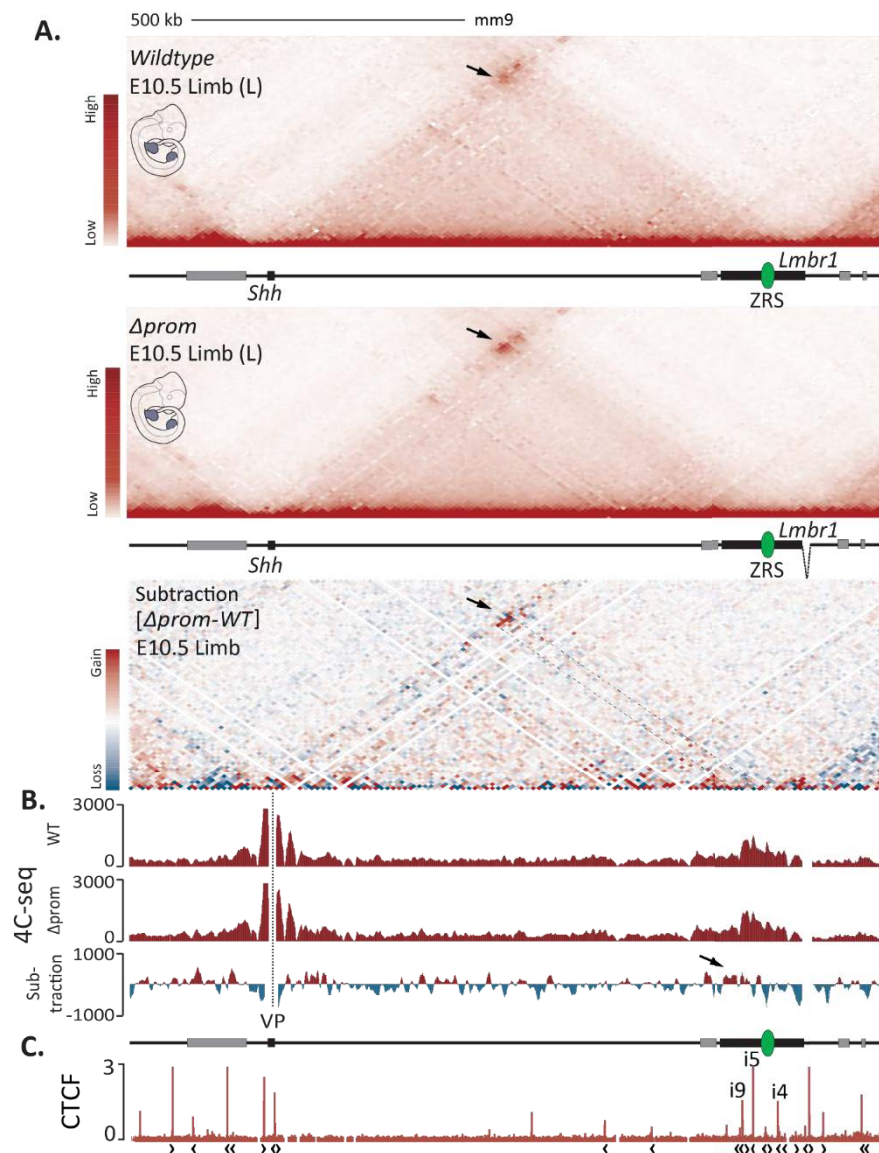 500 kb mm9
A.
Wildtype
E10.5 Limb (L)
High
Low
Shh
Lmbr1
ZRS
Δprom
E10.5 Limb (L)
High
Low
Shh
Lmbr1
ZRS
Subtraction
[Δprom-WT]
E10.5 Limb
Gain
Loss
B.
4C-seq
3000
WT
0
3000
Δprom
0
1000
Sub-
traction
-1000
VP
C.
CTCF
3
0
i5
i9
i4